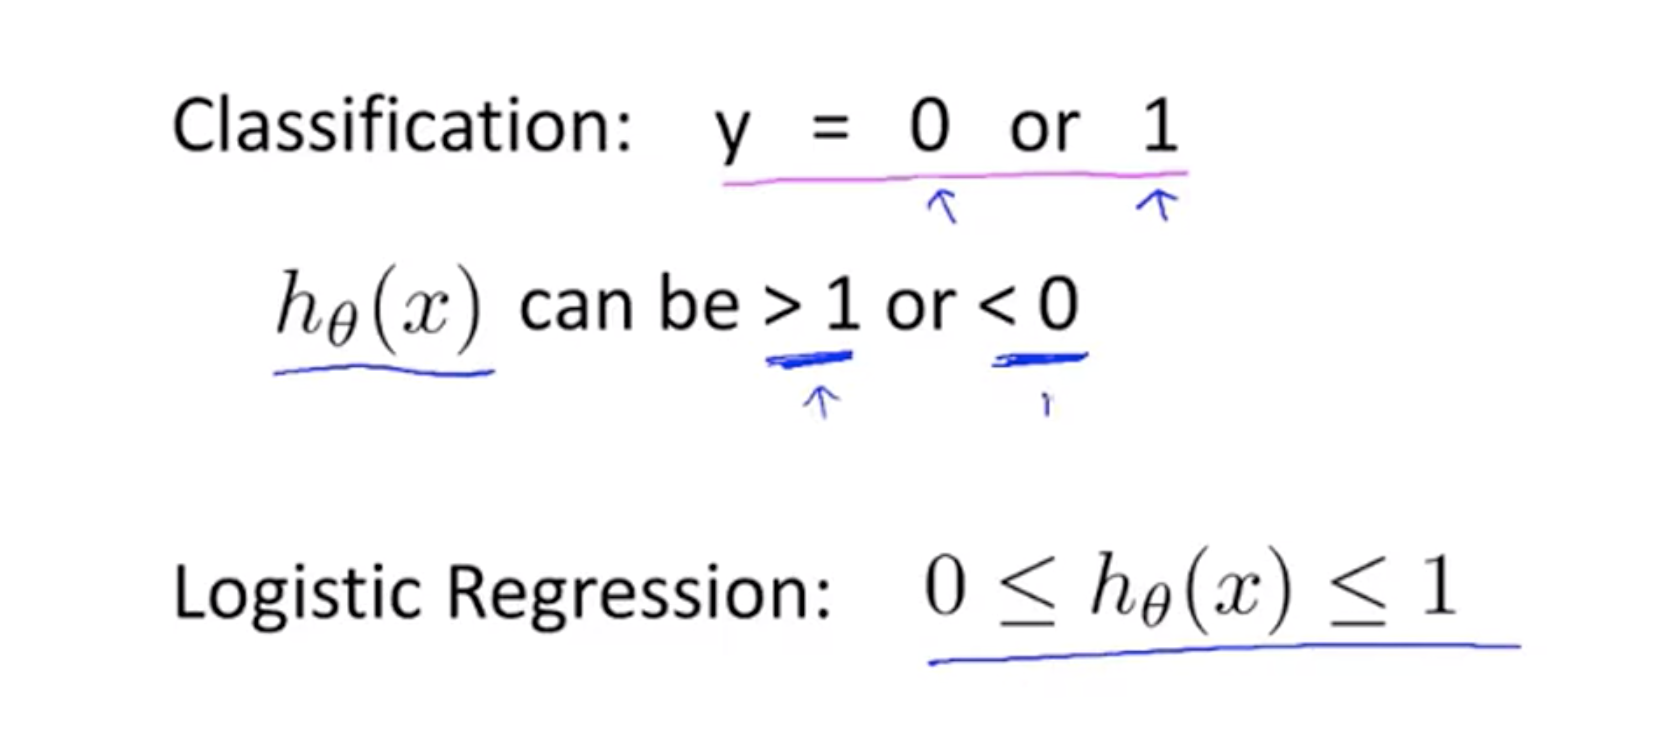 Classification: y = 0 or 1
hθ(x) can be > 1 or < 0
Logistic Regression: 0 ≤ hθ(x) ≤ 1